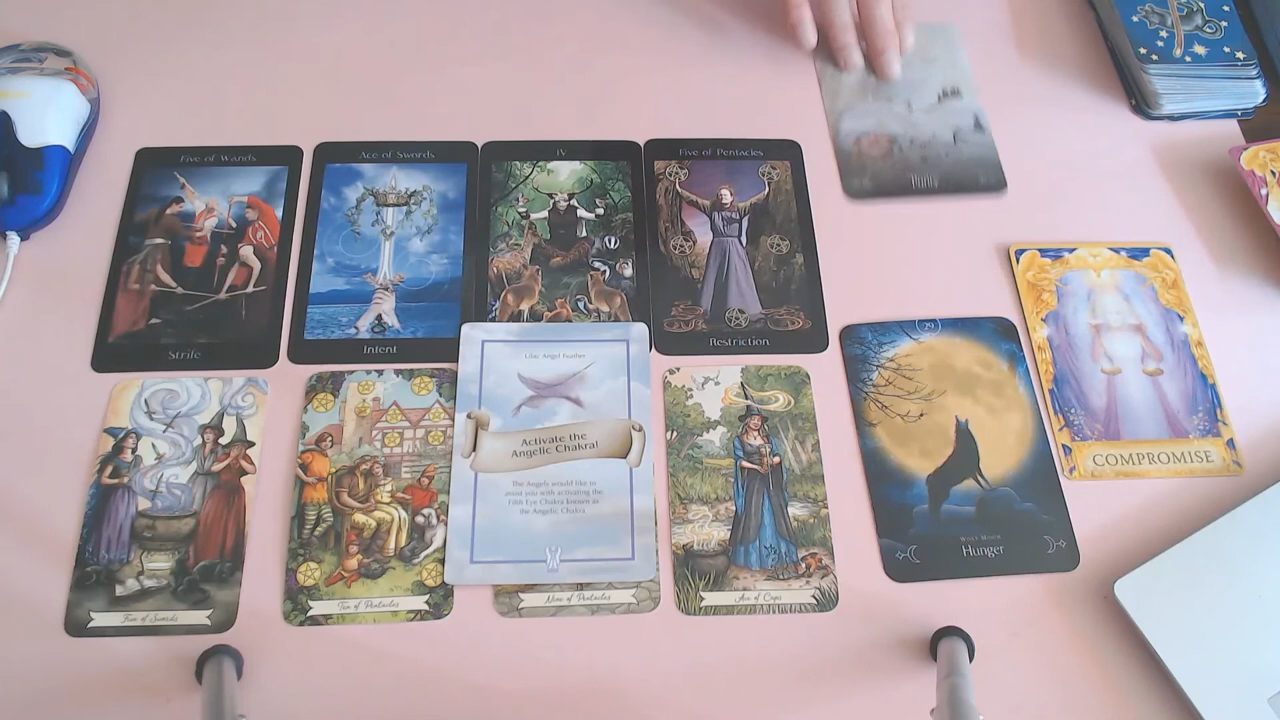 Five of Wands
Strife
Ace of Swords
Intent
IV
Five of Pentacles
Restriction
Lilac Angel Feather
Activate the
Angelic Chakra!
The Angels would like to
assist you with activating the
Fifth Eye Chakra known as
the Angelic Chakra
29
Wolf Moon
Hunger
COMPROMISE
Five of Swords
Ten of Pentacles
Nine of Pentacles
Ace of Cups